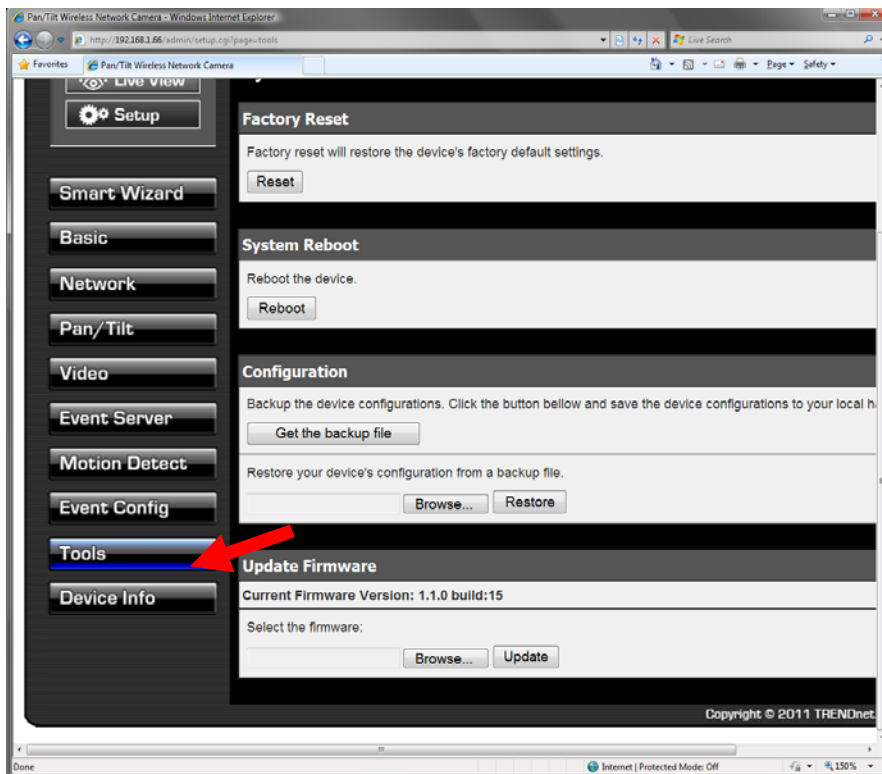 Pan/Tilt Wireless Network Camera - Windows Internet Explorer
http://192.168.1.66/admin/setup.cgi?page=tools
Live Search
Favorites
Pan/Tilt Wireless Network Camera
Page
Safety
Live View
Setup
Smart Wizard
Basic
Network
Pan/Tilt
Video
Event Server
Motion Detect
Event Config
Tools
Device Info
Factory Reset
Factory reset will restore the device's factory default settings.
Reset
System Reboot
Reboot the device.
Reboot
Configuration
Backup the device configurations. Click the button bellow and save the device configurations to your local
Get the backup file
Restore your device's configuration from a backup file.
Browse... Restore
Update Firmware
Current Firmware Version: 1.1.0 build:15
Select the firmware:
Browse... Update
Copyright © 2011 TRENDnet.
Done
Internet | Protected Mode: Off
150%